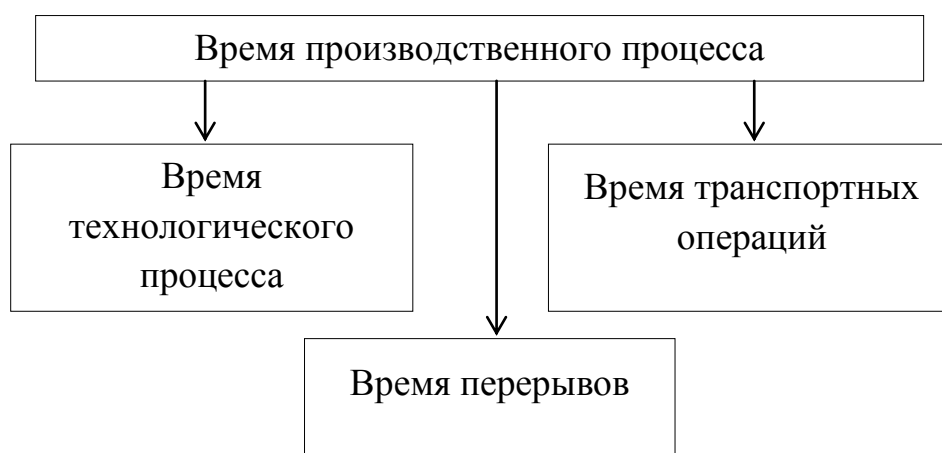 Время производственного процесса
Время
технологического
процесса
Время транспортных
операций
Время перерывов